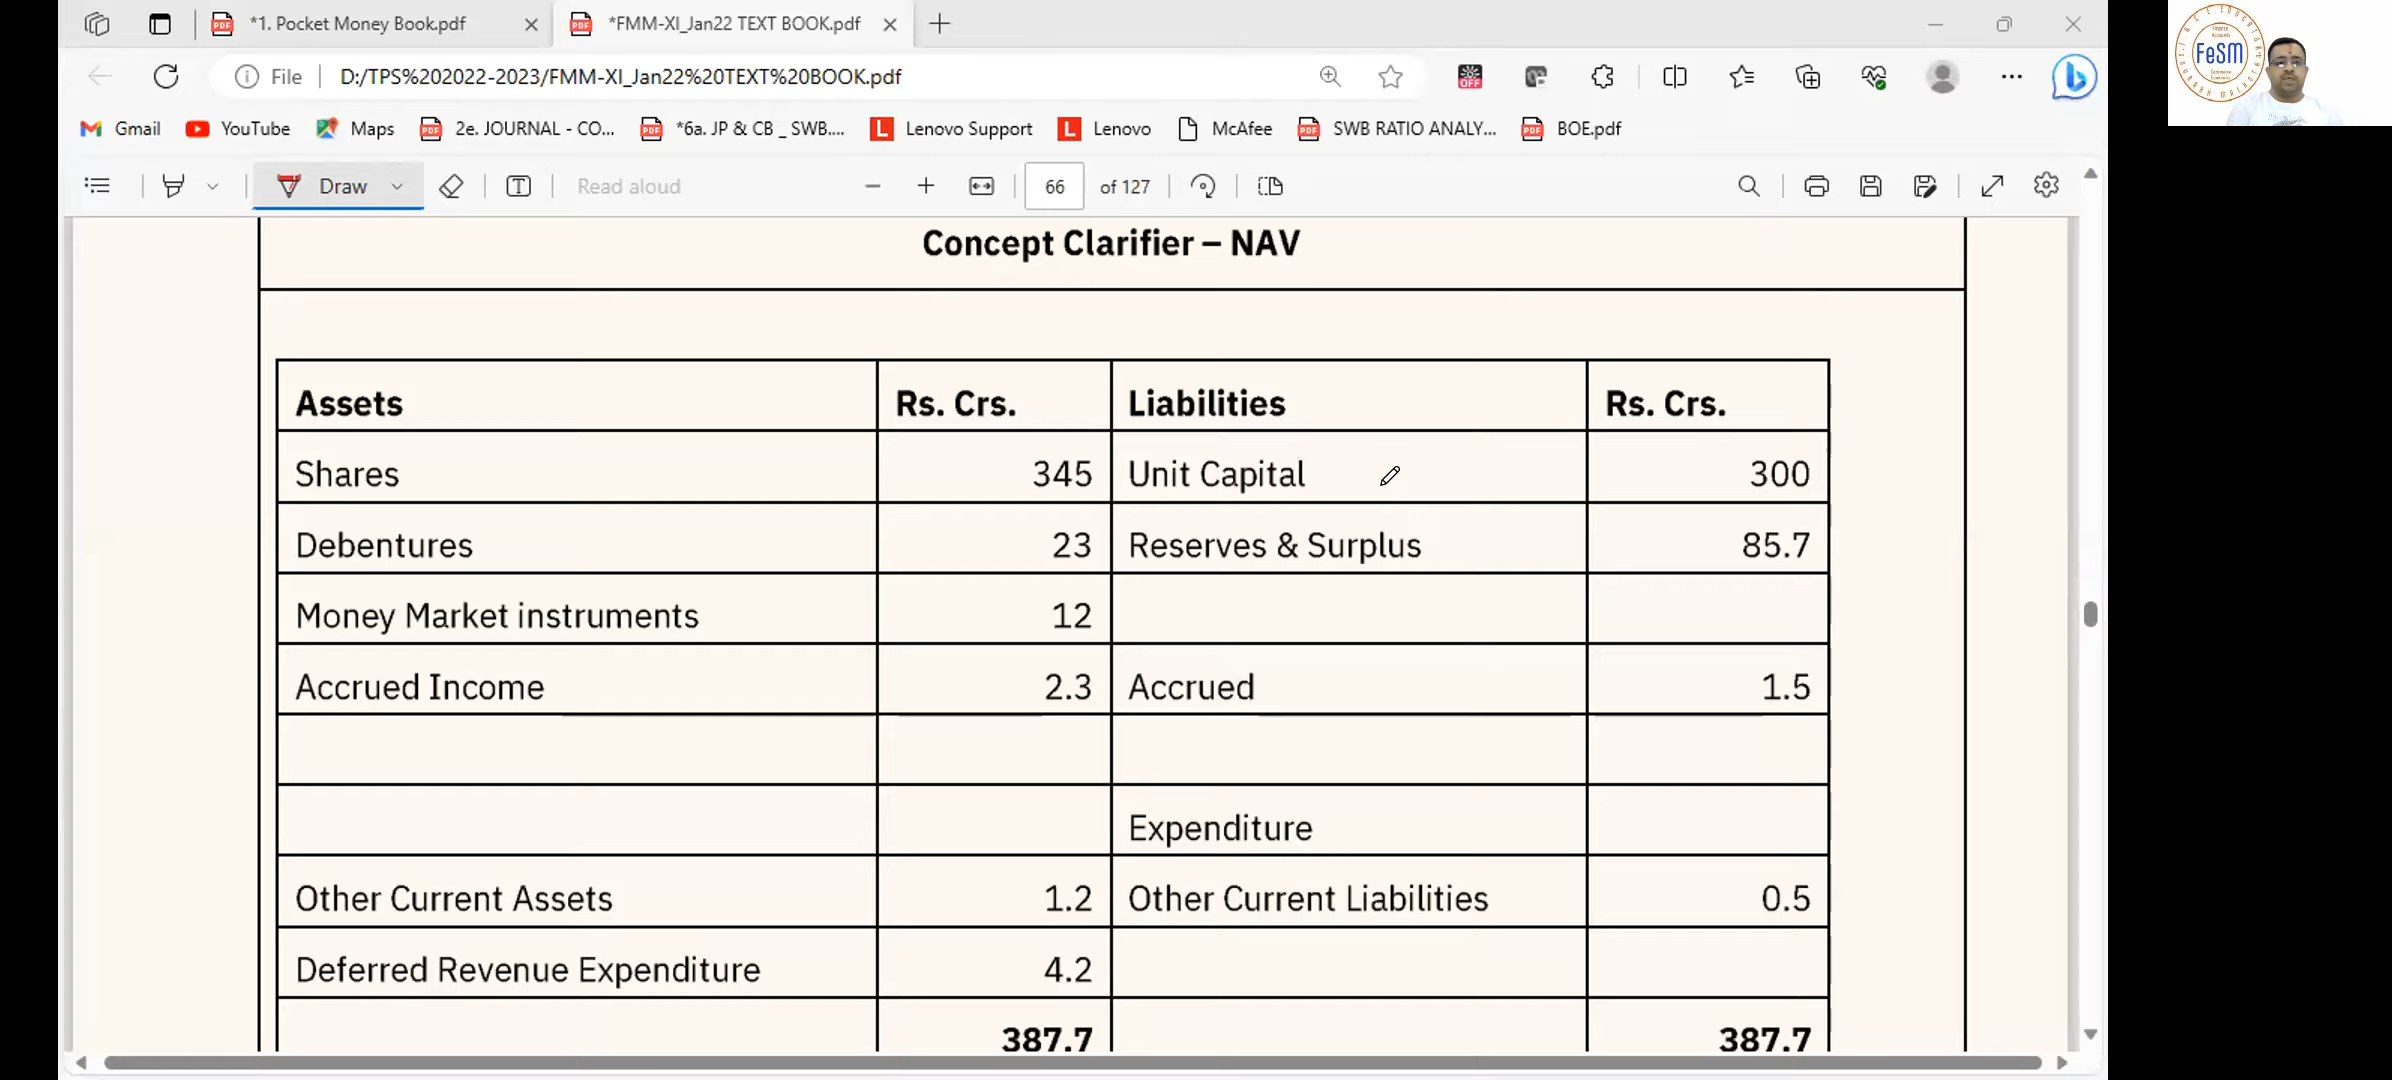 *1. Pocket Money Book.pdf
*FMM-XI_Jan22 TEXT BOOK.pdf
File D:/TPS%202022-2023/FMM-XI_Jan22%20TEXT%20BOOK.pdf
OFF
FeSM
Gmail YouTube Maps 2e. JOURNAL - CO... *6a. JP & CB _ SWB.... Lenovo Support Lenovo McAfee SWB RATIO ANALY... BOE.pdf
Draw Read aloud 66 of 127
Concept Clarifier – NAV
Assets Rs. Crs. Liabilities Rs. Crs.
Shares 345 Unit Capital 300
Debentures 23 Reserves & Surplus 85.7
Money Market instruments 12
Accrued Income 2.3 Accrued 1.5
Expenditure
Other Current Assets 1.2 Other Current Liabilities 0.5
Deferred Revenue Expenditure 4.2
387.7 387.7